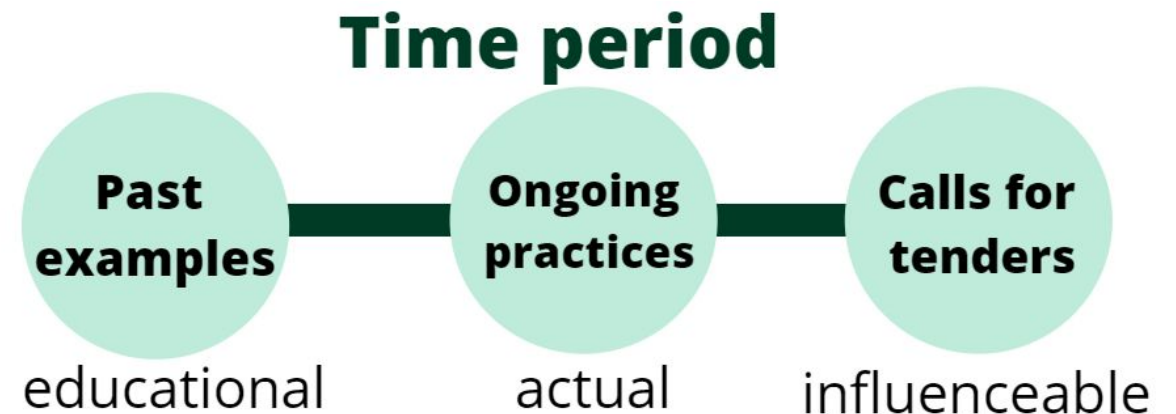 Time period
Past
examples
Ongoing
practices
Calls for
tenders
educational
actual
influenceable